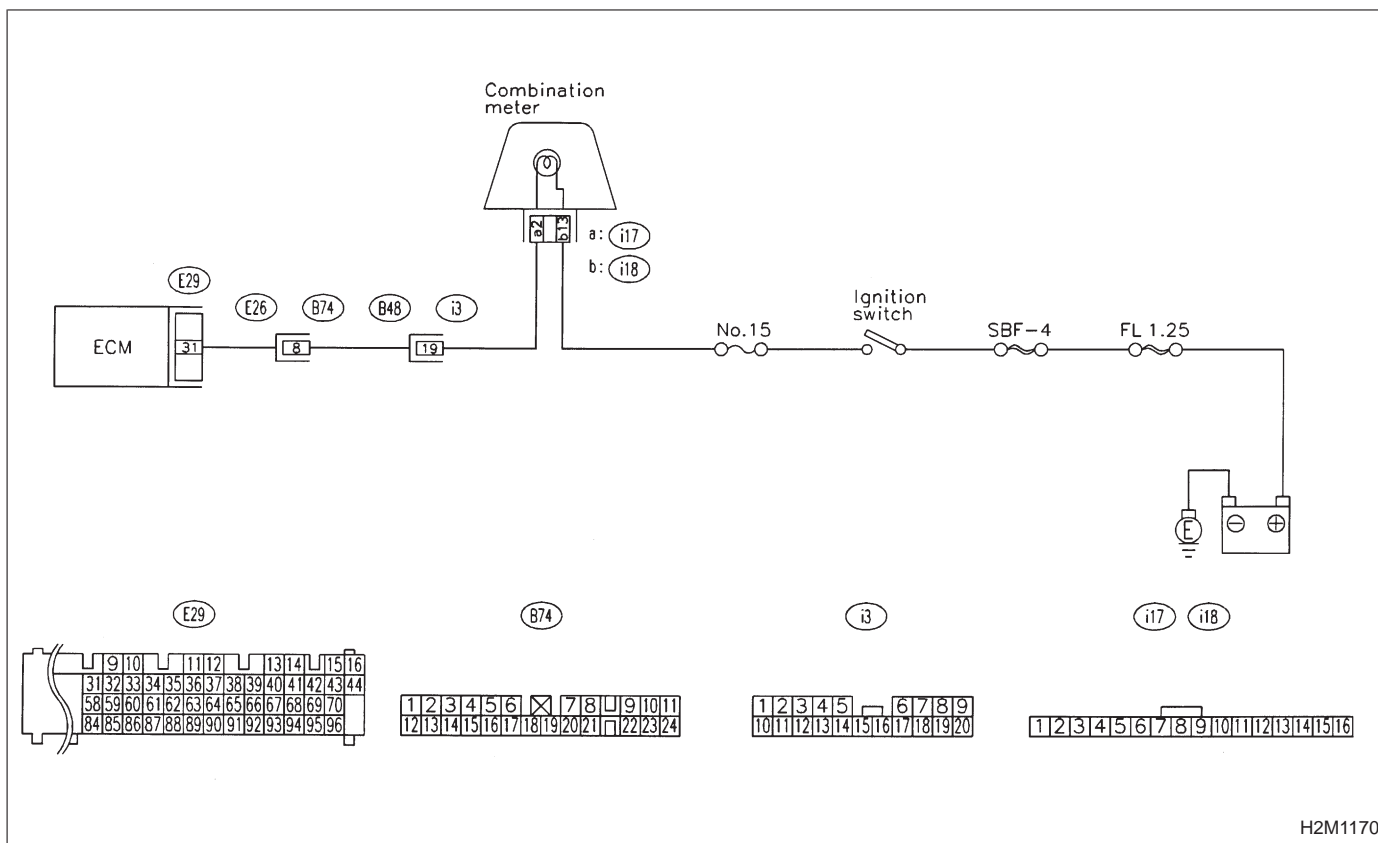 Combination
meter
a2
b13
a: i17
b: i18
E29
E26
B74
B48
i3
ECM
31
8
19
No.15
Ignition
switch
SBF-4
FL 1.25
E
⊖ ⊕
E29
9 10 11 12 13 14 15 16
31 32 33 34 35 36 37 38 39 40 41 42 43 44
58 59 60 61 62 63 64 65 66 67 68 69 70
84 85 86 87 88 89 90 91 92 93 94 95 96
B74
1 2 3 4 5 6 7 8 9 10 11
12 13 14 15 16 17 18 19 20 21 22 23 24
i3
1 2 3 4 5 6 7 8 9
10 11 12 13 14 15 16 17 18 19 20
i17 i18
1 2 3 4 5 6 7 8 9 10 11 12 13 14 15 16
H2M1170